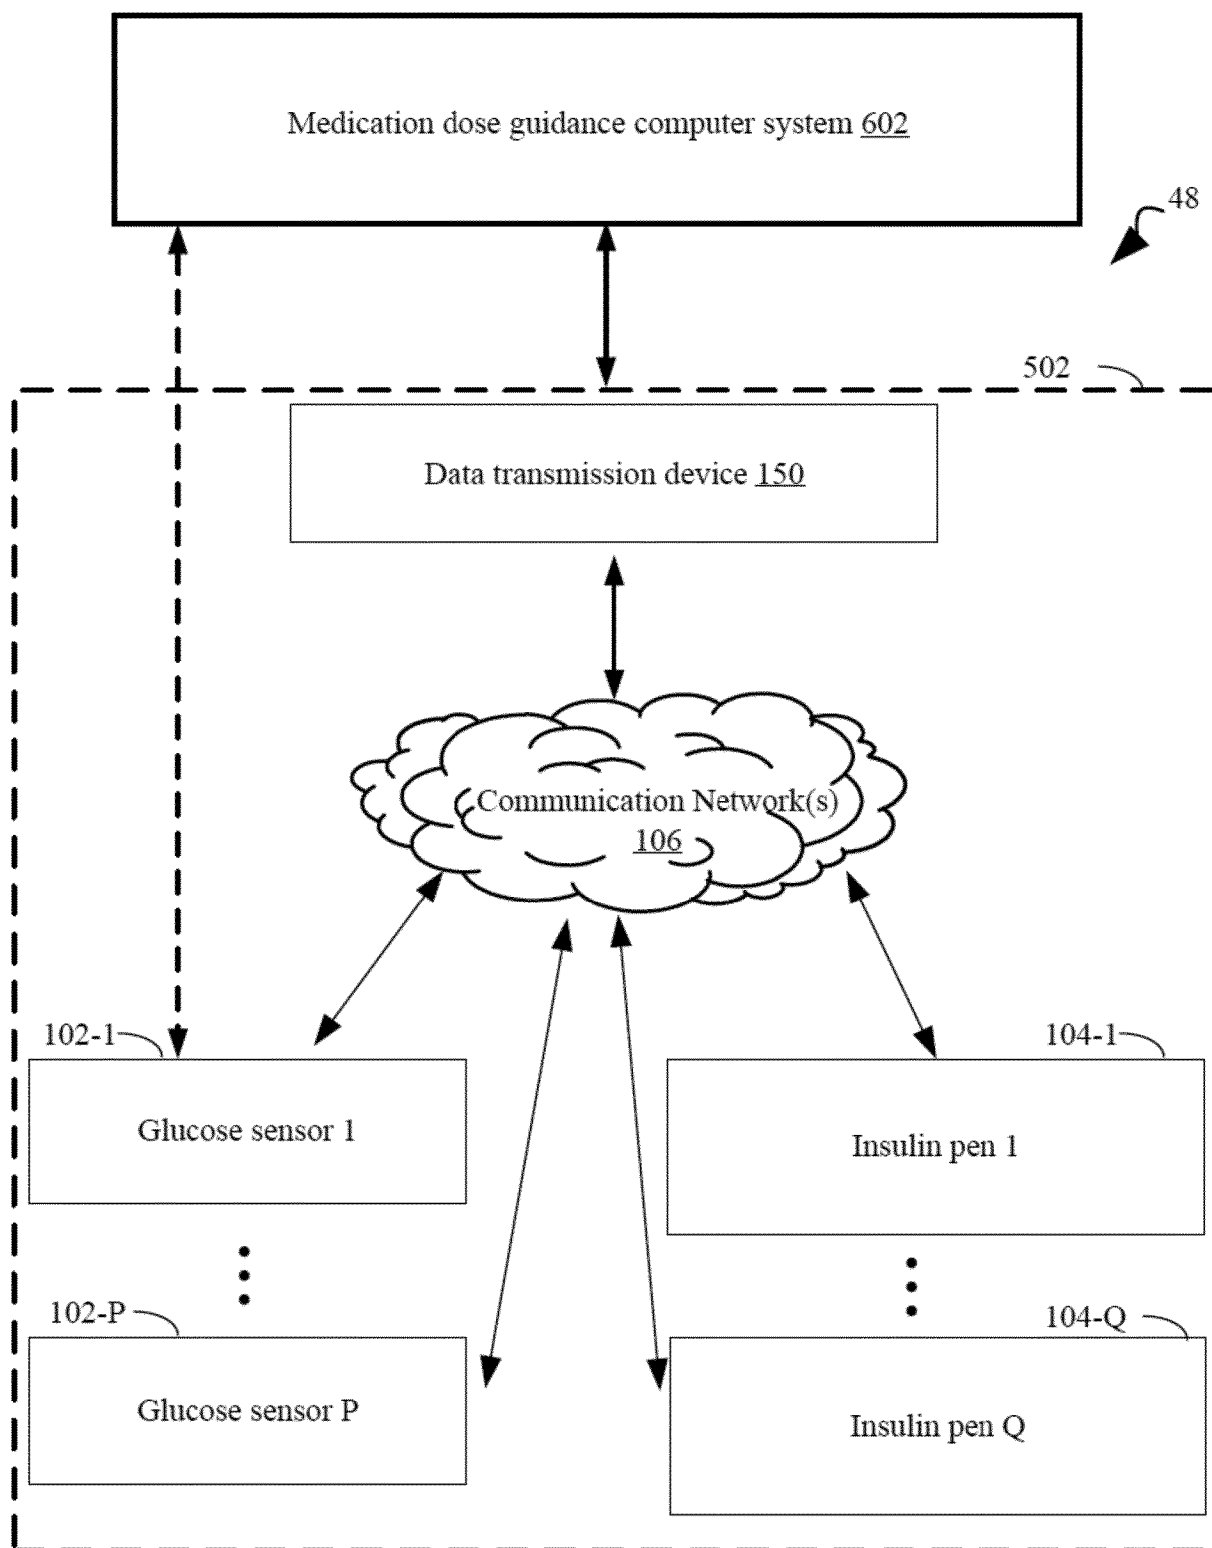 Medication dose guidance computer system 602
48
502
Data transmission device 150
Communication Network(s)
106
102-1
104-1
Glucose sensor 1
Insulin pen 1
102-P
104-Q
Glucose sensor P
Insulin pen Q